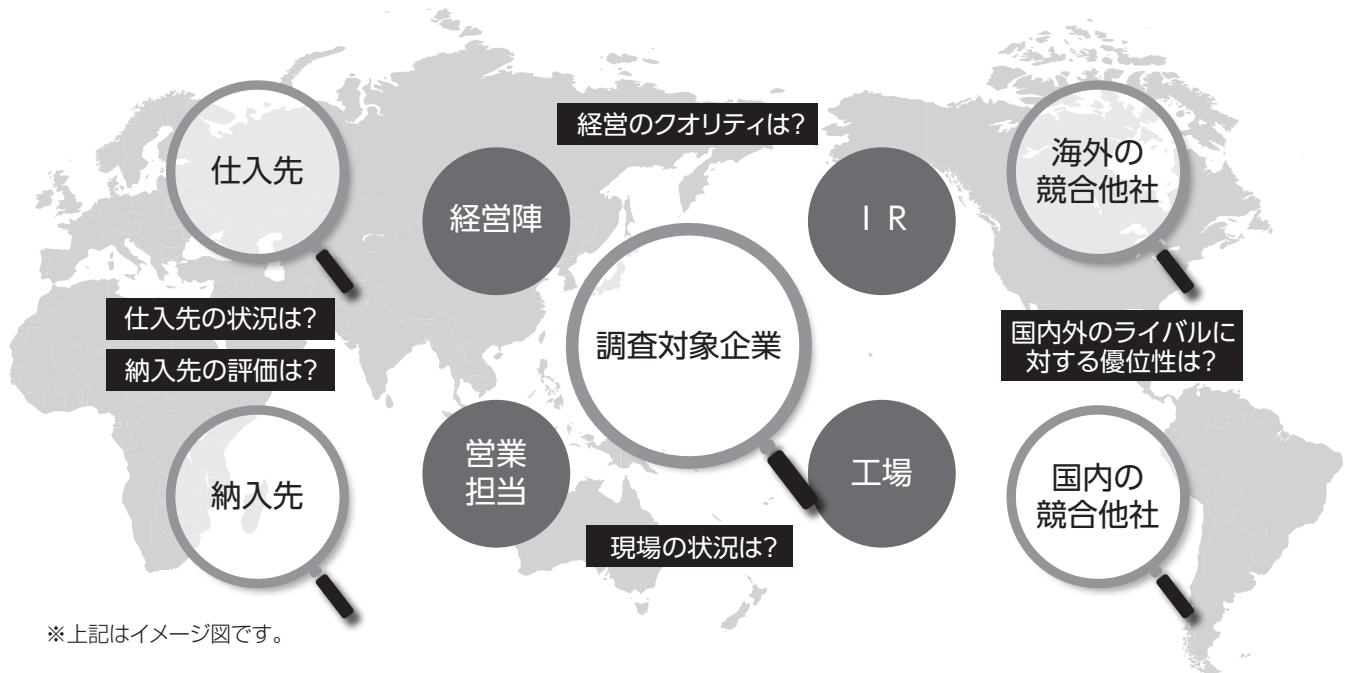 経営のクオリティは?
仕入先
海外の
競合他社
経営陣
I R
仕入先の状況は?
納入先の評価は?
調査対象企業
国内外のライバルに
対する優位性は?
営業
担当
工場
納入先
国内の
競合他社
現場の状況は?
※上記はイメージ図です。